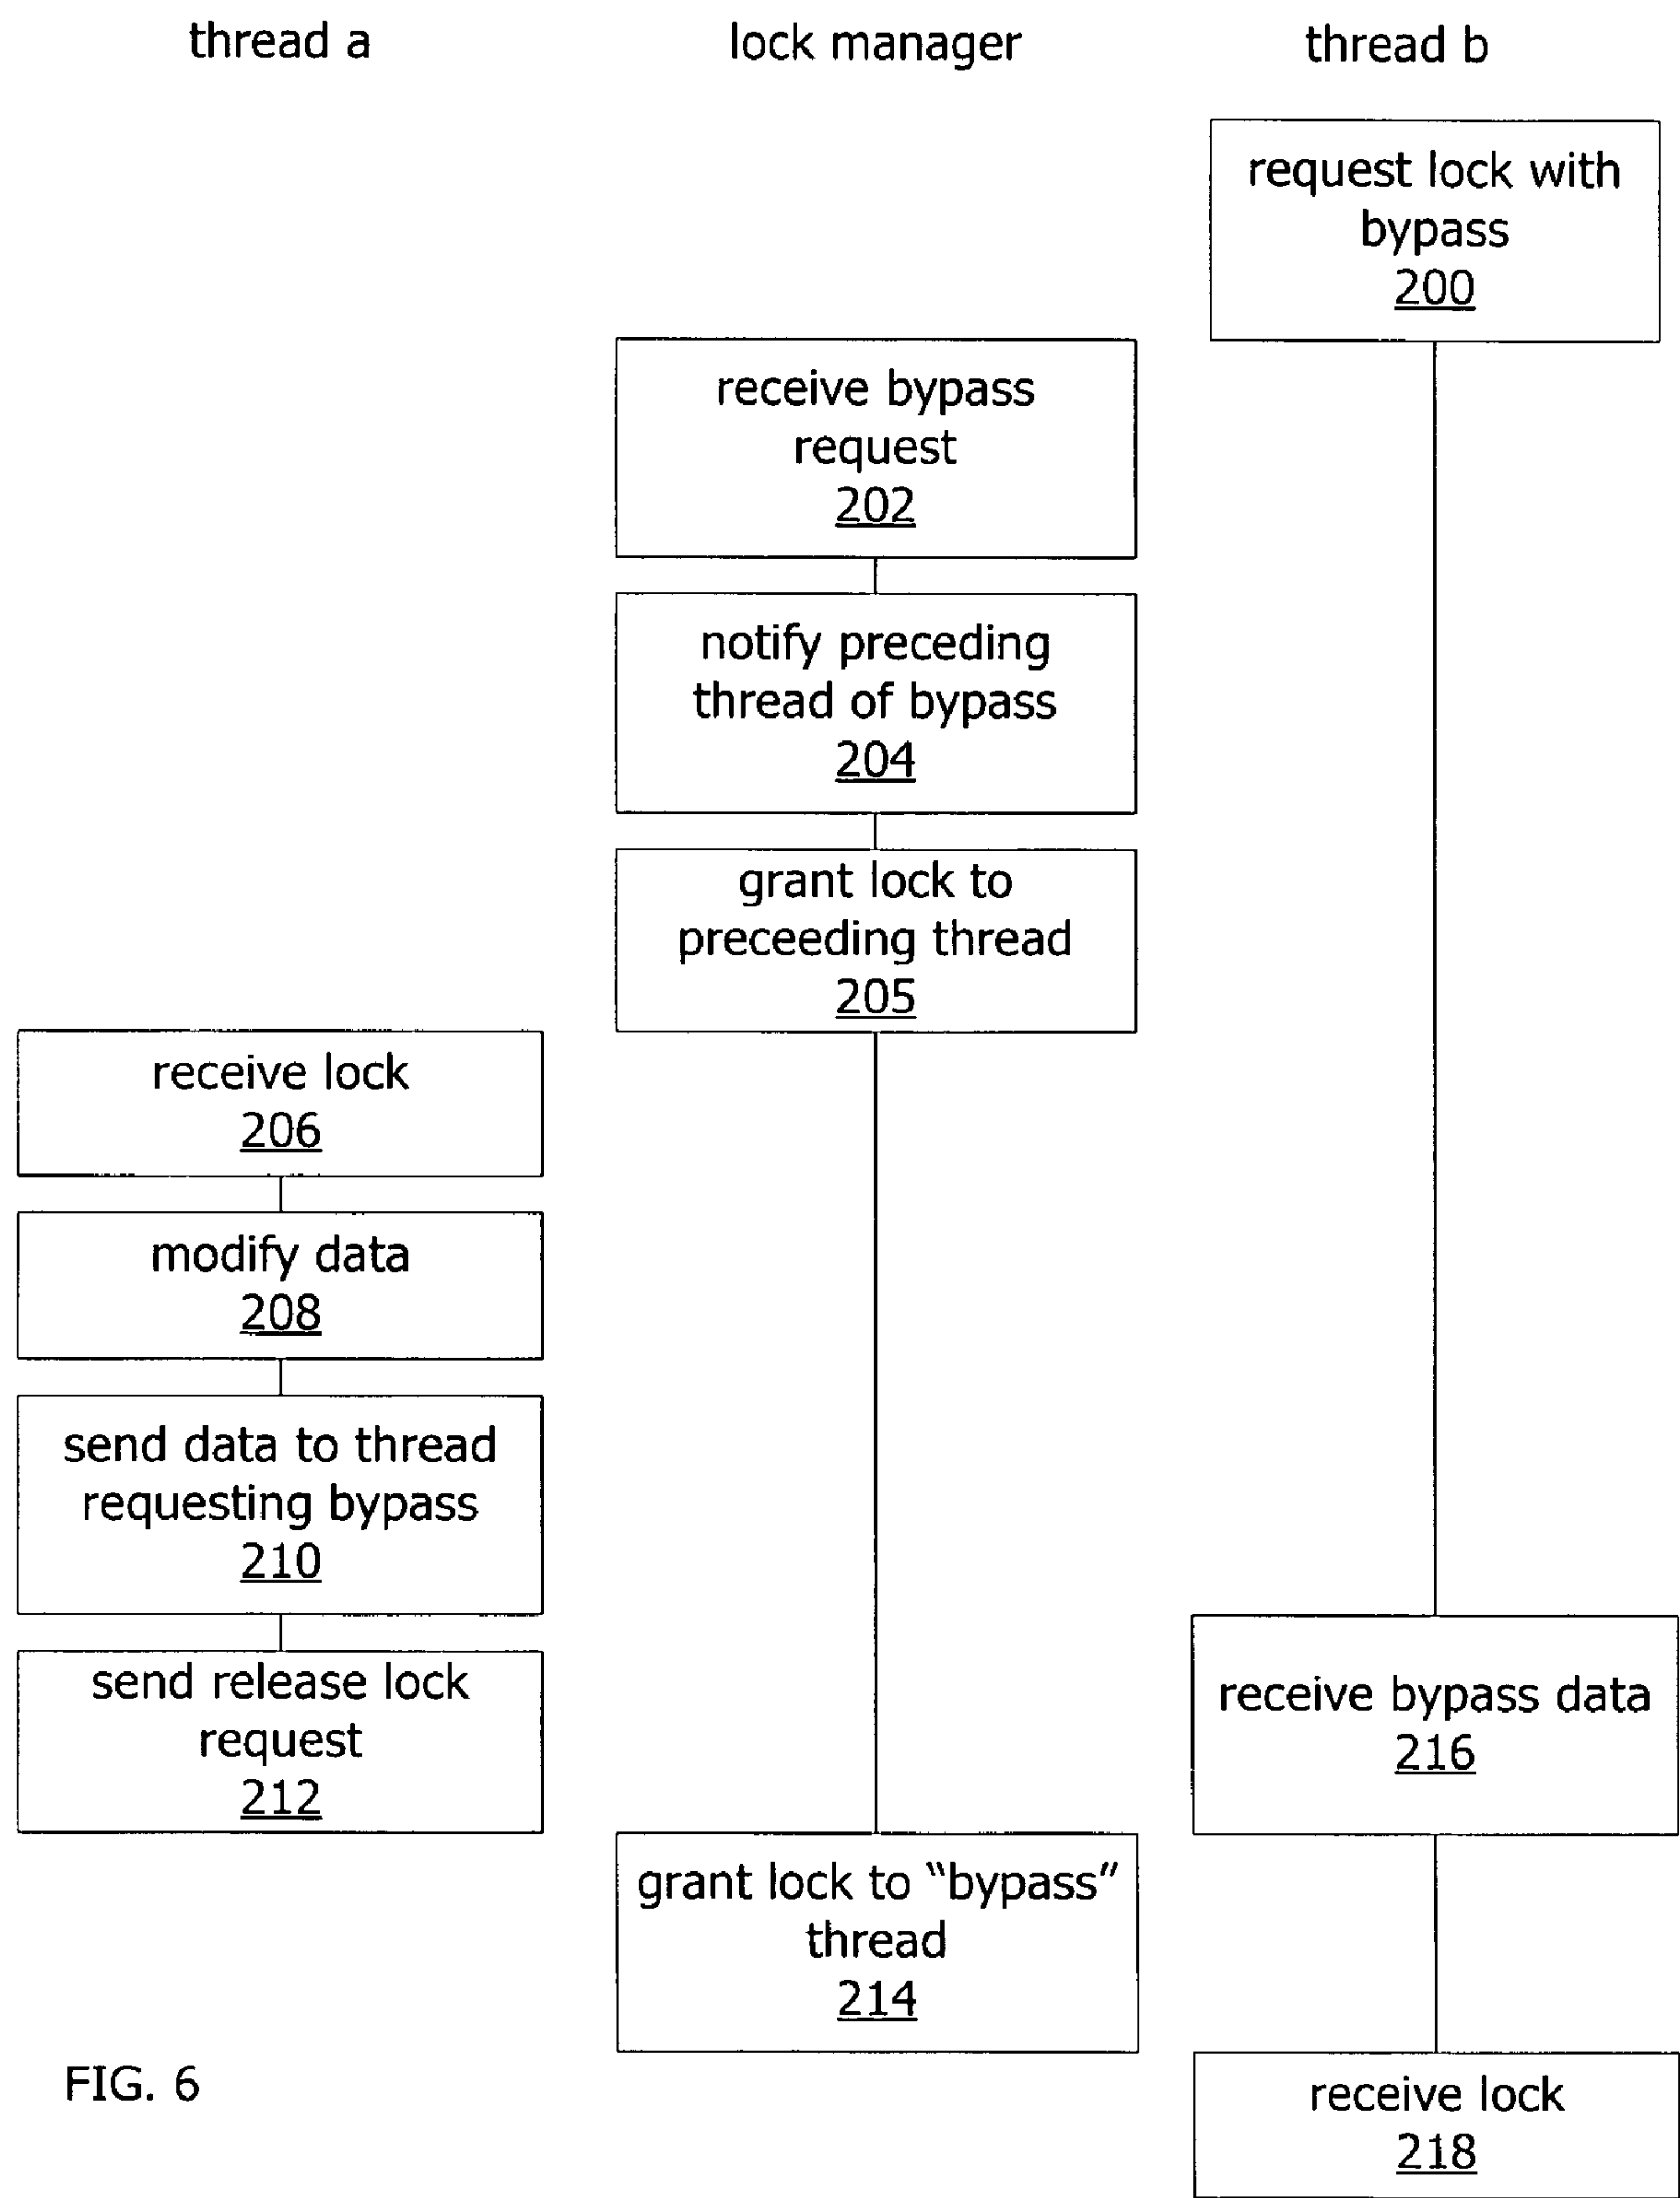 thread a
lock manager
thread b
request lock with
bypass
200
receive bypass
request
202
notify preceding
thread of bypass
204
grant lock to
preceeding thread
205
receive lock
206
modify data
208
send data to thread
requesting bypass
210
send release lock
request
212
receive bypass data
216
grant lock to “bypass”
thread
214
receive lock
218
FIG. 6